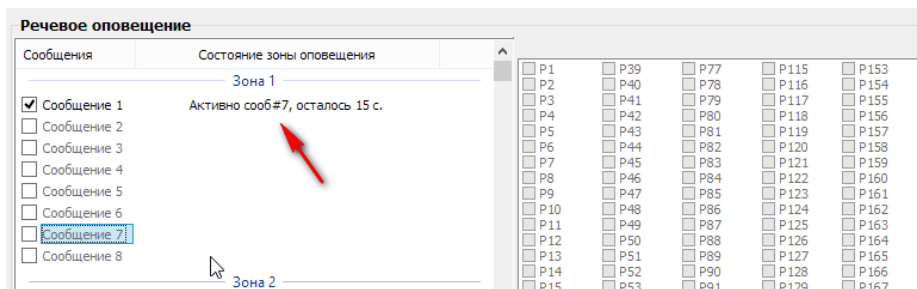 Речевое оповещение
Сообщения Состояние зоны оповещения
Зона 1
Сообщение 1 Активно сооб#7, осталось 15 с.
Сообщение 2
Сообщение 3
Сообщение 4
Сообщение 5
Сообщение 6
Сообщение 7
Сообщение 8
Зона 2
P1 P39 P77 P115 P153
P2 P40 P78 P116 P154
P3 P41 P79 P117 P155
P4 P42 P80 P118 P156
P5 P43 P81 P119 P157
P6 P44 P82 P120 P158
P7 P45 P83 P121 P159
P8 P46 P84 P122 P160
P9 P47 P85 P123 P161
P10 P48 P86 P124 P162
P11 P49 P87 P125 P163
P12 P50 P88 P126 P164
P13 P51 P89 P127 P165
P14 P52 P90 P128 P166
P15 P53 P91 P129 P167